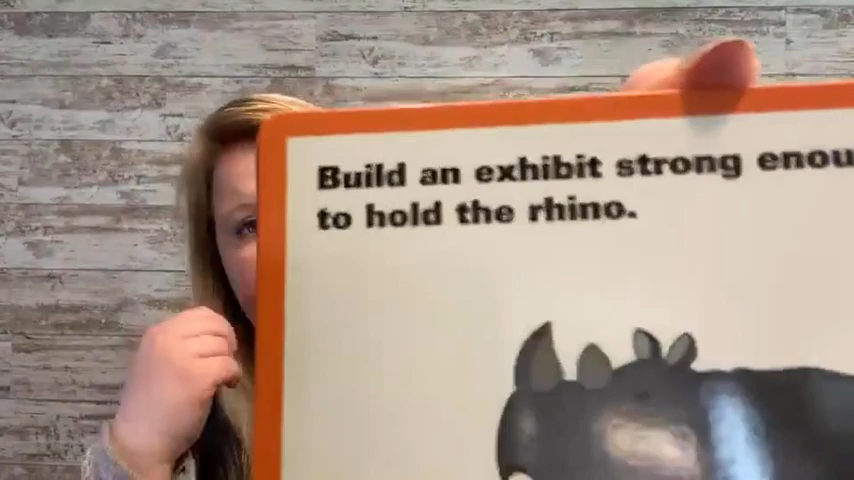 Build an exhibit strong enou
to hold the rhino.